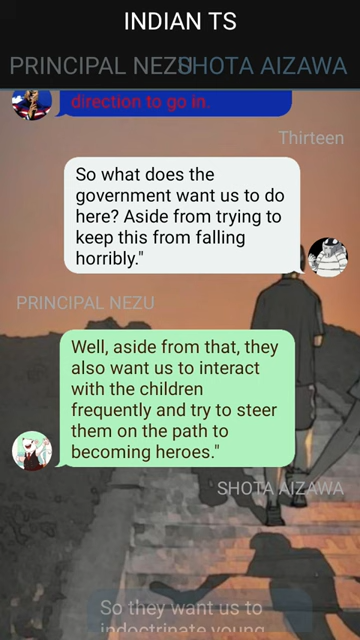 INDIAN TS
PRINCIPAL NEZU SHOTA AIZAWA
direction to go in.
Thirteen
So what does the
government want us to do
here? Aside from trying to
keep this from falling
horribly."
PRINCIPAL NEZU
Well, aside from that, they
also want us to interact
with the children
frequently and try to steer
them on the path to
becoming heroes."
SHOTA AIZAWA
So they want us to
indoctrinate young